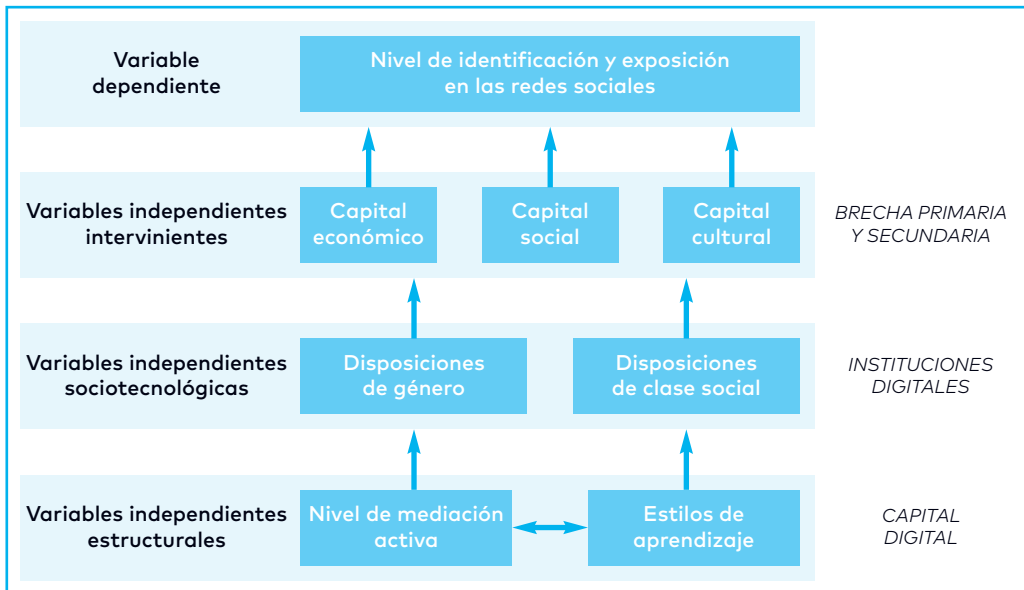 Variable
dependiente
Nivel de identificación y exposición
en las redes sociales
Variables independientes
intervinientes
Capital
económico
Capital
social
Capital
cultural
BRECHA PRIMARIA
Y SECUNDARIA
Variables independientes
sociotecnológicas
Disposiciones
de género
Disposiciones
de clase social
INSTITUCIONES
DIGITALES
Variables independientes
estructurales
Nivel de mediación
activa
Estilos de
aprendizaje
CAPITAL
DIGITAL